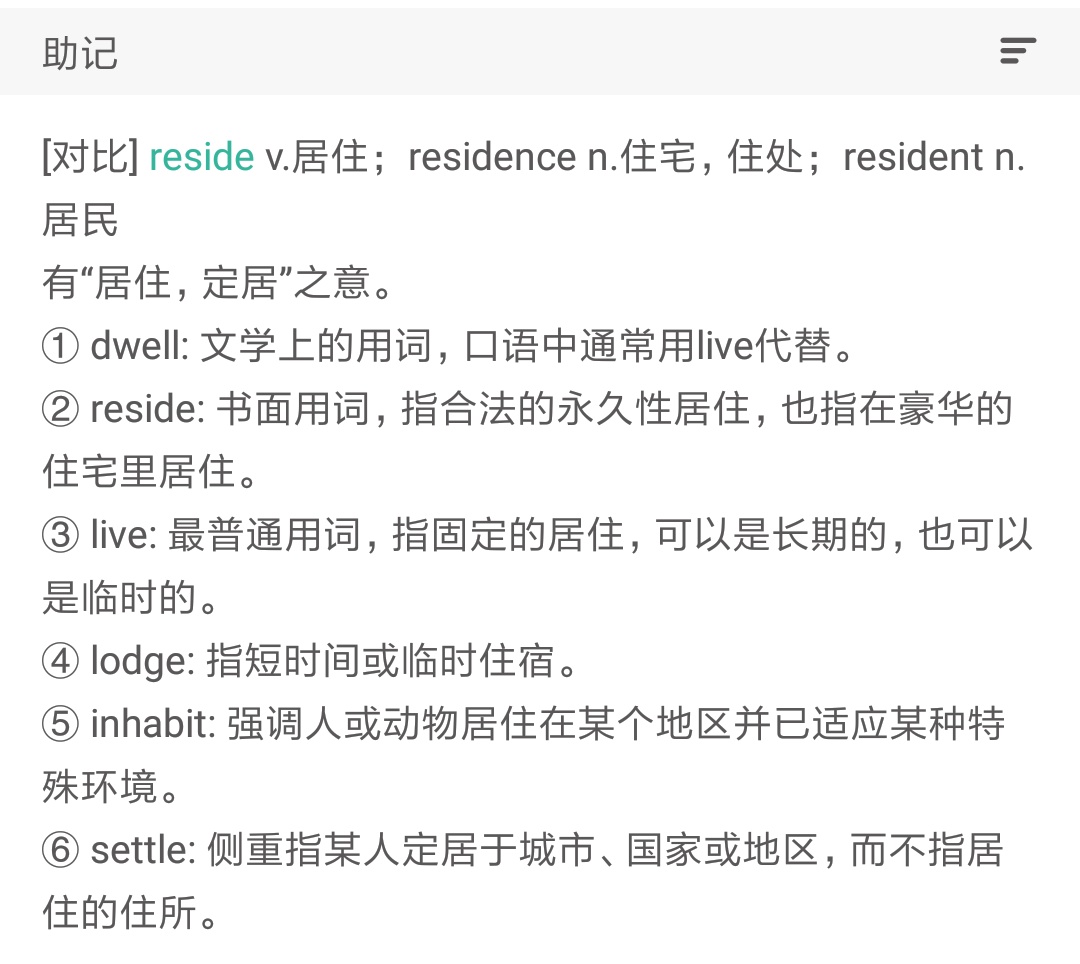 助记
[对比] reside v.居住；residence n.住宅，住处；resident n.
居民
有“居住，定居”之意。
① dwell: 文学上的用词，口语中通常用live代替。
② reside: 书面用词，指合法的永久性居住，也指在豪华的
住宅里居住。
③ live: 最普通用词，指固定的居住，可以是长期的，也可以
是临时的。
④ lodge: 指短时间或临时住宿。
⑤ inhabit: 强调人或动物居住在某个地区并已适应某种特
殊环境。
⑥ settle: 侧重指某人定居于城市、国家或地区，而不指居
住的住所。